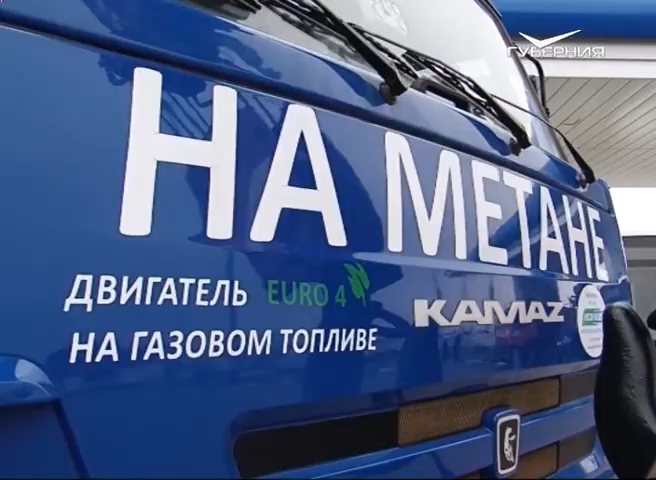 ГУБЕРНИЯ
НА МЕТАНЕ
ДВИГАТЕЛЬ EURO 4
KAMAZ
НА ГАЗОВОМ ТОПЛИВЕ